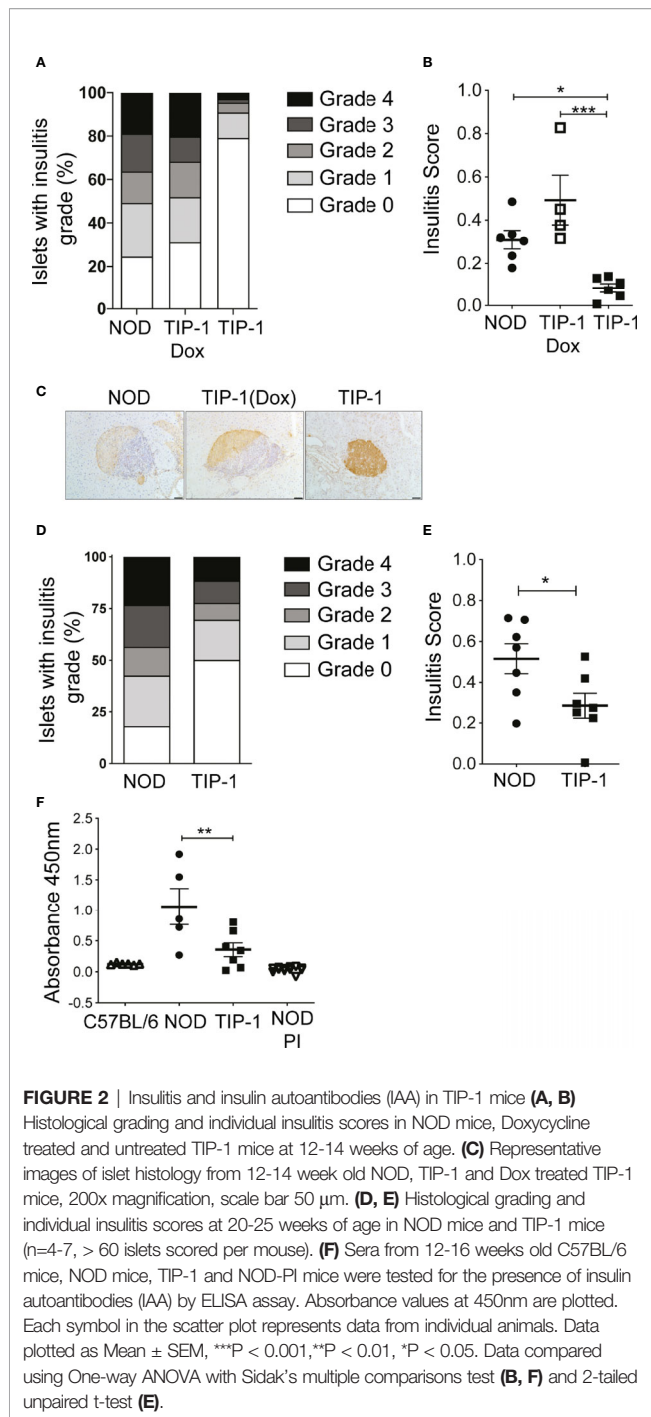 A
Islets with insulitis
grade (%)
100
80
60
40
20
0
NOD TIP-1 TIP-1
Dox
Grade 4
Grade 3
Grade 2
Grade 1
Grade 0
B
Insulitis Score
1.0
0.8
0.6
0.4
0.2
0.0
*
***
NOD TIP-1 TIP-1
Dox
C
NOD TIP-1(Dox) TIP-1
D
Islets with insulitis
grade (%)
100
75
50
25
0
NOD TIP-1
Grade 4
Grade 3
Grade 2
Grade 1
Grade 0
E
Insulitis Score
1.0
0.8
0.6
0.4
0.2
0.0
*
NOD TIP-1
F
Absorbance 450nm
2.5
2.0
1.5
1.0
0.5
0.0
-0.5
**
C57BL/6 NOD TIP-1 NOD
PI
FIGURE 2 | Insulitis and insulin autoantibodies (IAA) in TIP-1 mice (A, B)
Histological grading and individual insulitis scores in NOD mice, Doxycycline
treated and untreated TIP-1 mice at 12-14 weeks of age. (C) Representative
images of islet histology from 12-14 week old NOD, TIP-1 and Dox treated TIP-1
mice, 200x magnification, scale bar 50 μm. (D, E) Histological grading and
individual insulitis scores at 20-25 weeks of age in NOD mice and TIP-1 mice
(n=4-7, > 60 islets scored per mouse). (F) Sera from 12-16 weeks old C57BL/6
mice, NOD mice, TIP-1 and NOD-PI mice were tested for the presence of insulin
autoantibodies (IAA) by ELISA assay. Absorbance values at 450nm are plotted.
Each symbol in the scatter plot represents data from individual animals. Data
plotted as Mean ± SEM, ***P < 0.001,**P < 0.01, *P < 0.05. Data compared
using One-way ANOVA with Sidak's multiple comparisons test (B, F) and 2-tailed
unpaired t-test (E).